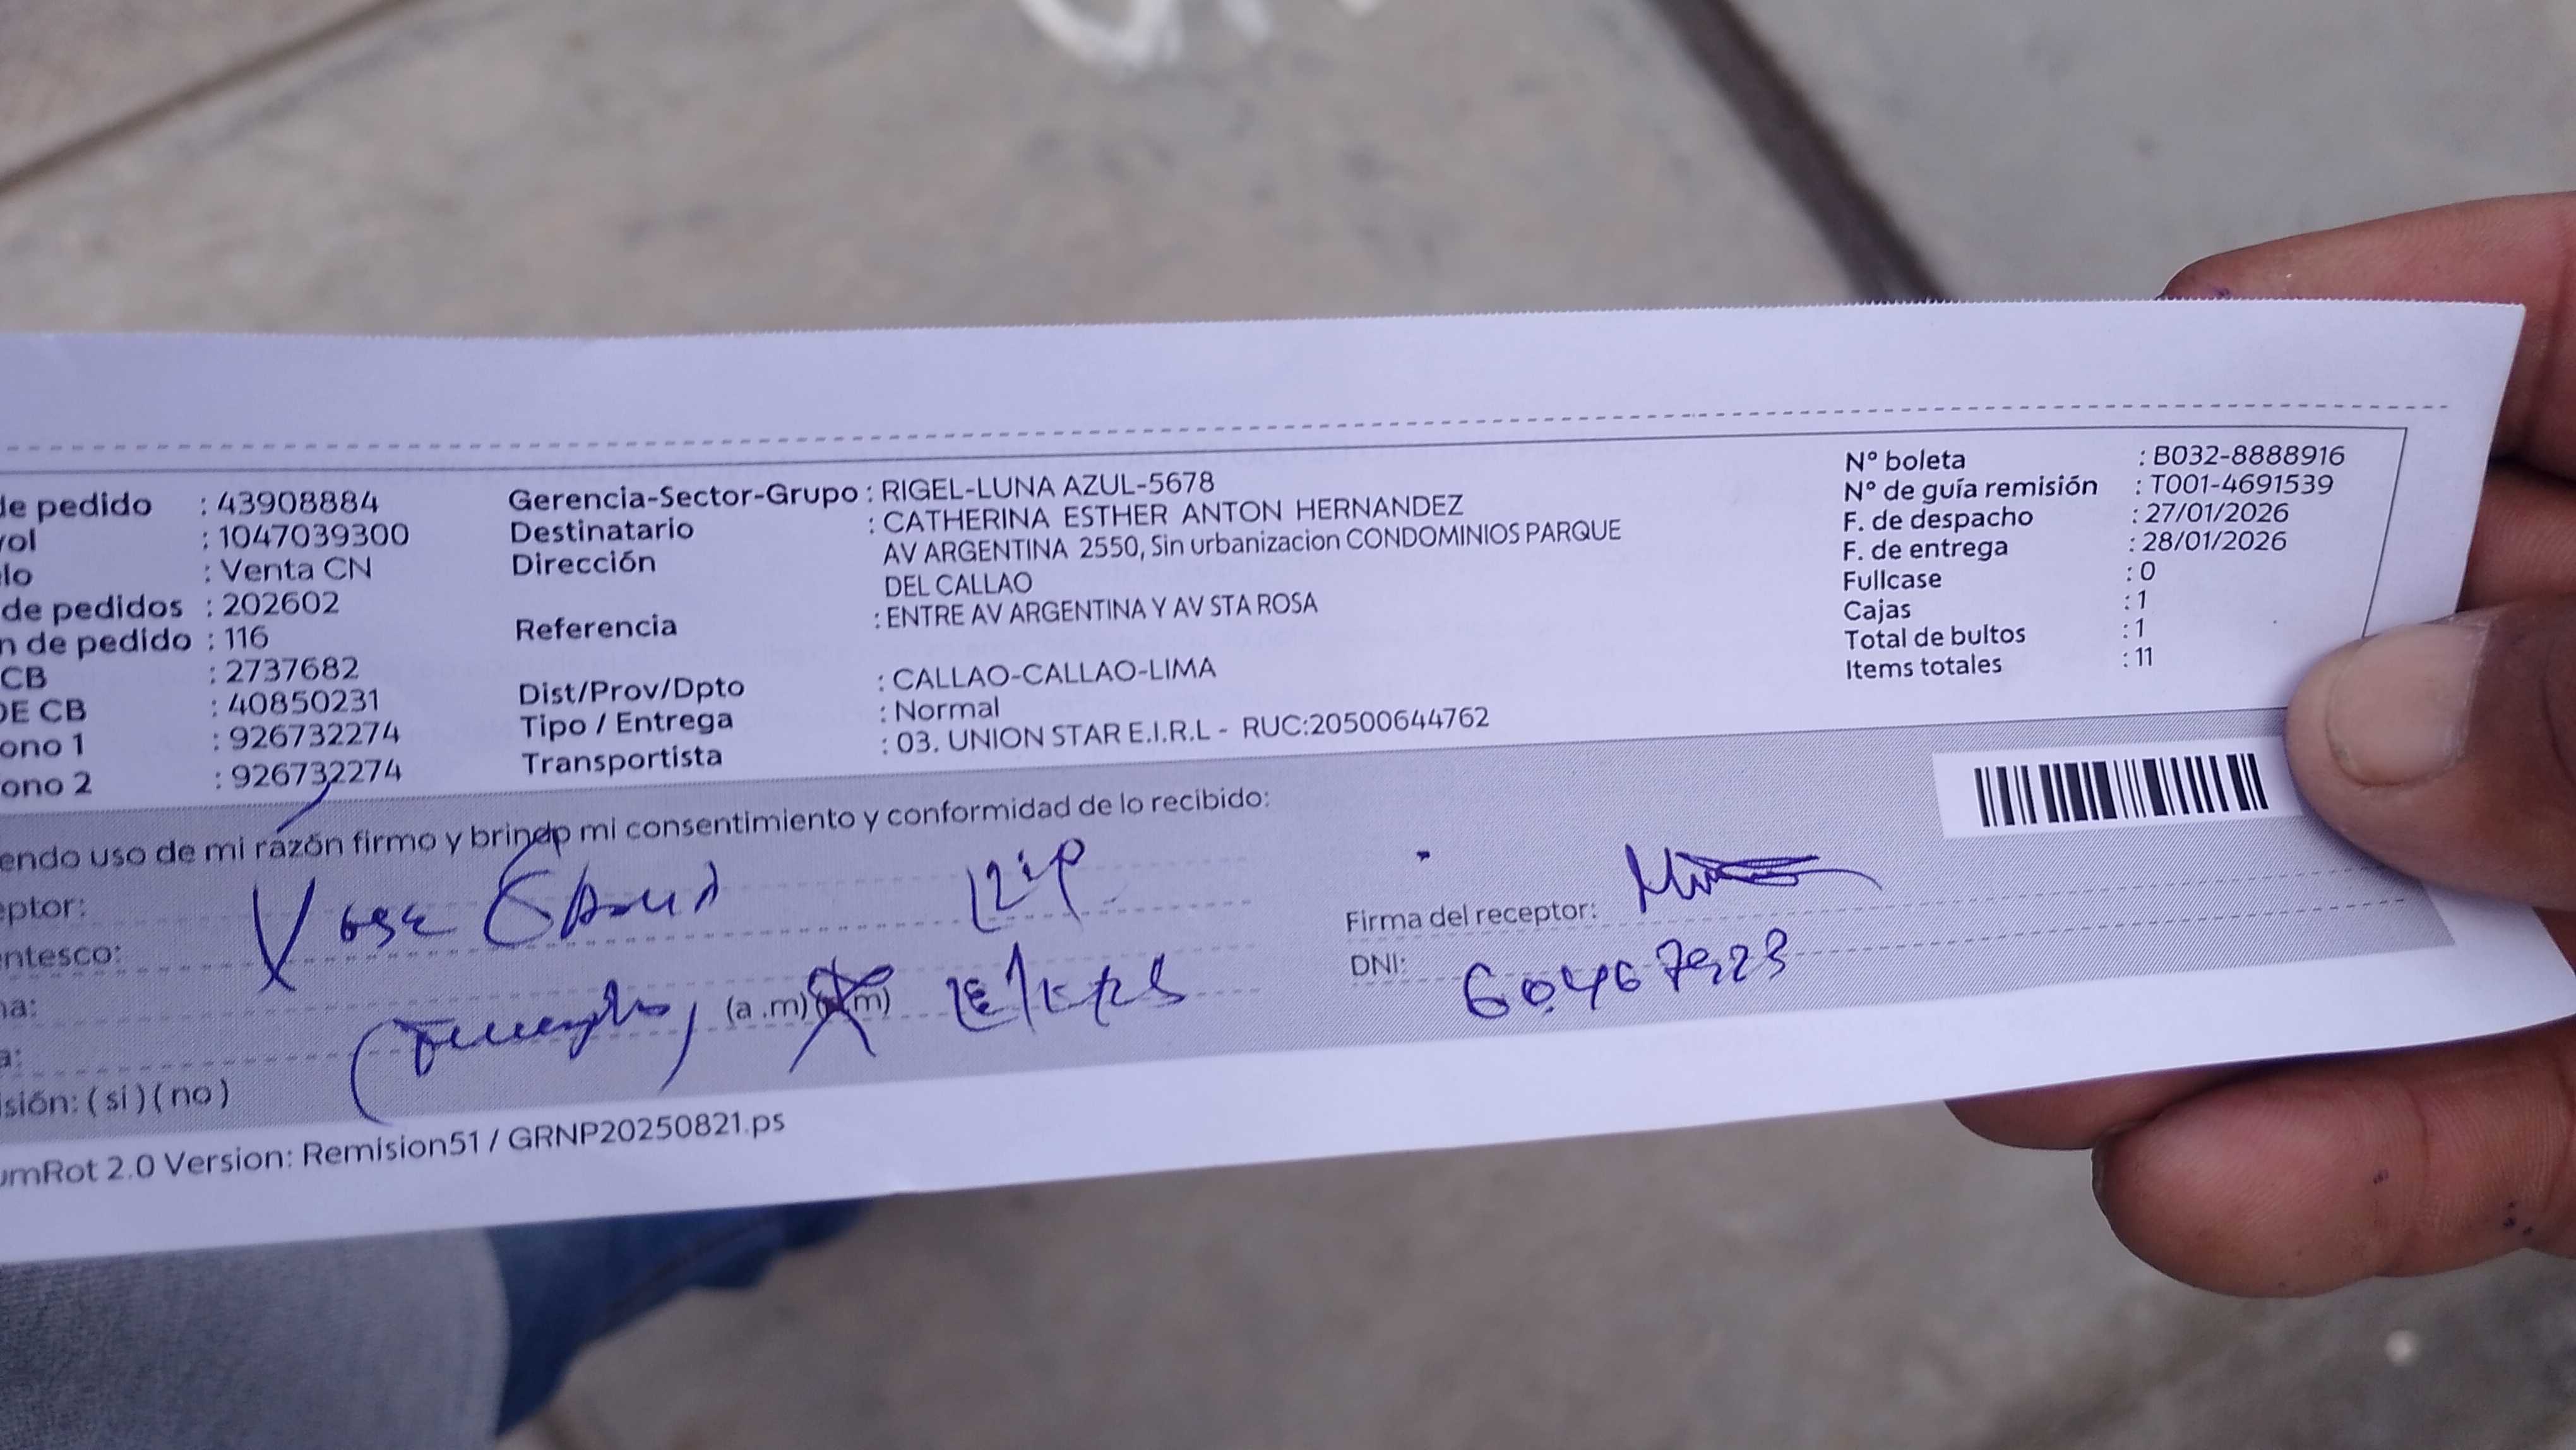 de pedido : 43908884
rol : 1047039300
lo : Venta CN
de pedidos : 202602
n de pedido : 116
CB : 2737682
DE CB : 40850231
ono 1 : 926732274
ono 2 : 926732274
Gerencia-Sector-Grupo : RIGEL-LUNA AZUL-5678
Destinatario : CATHERINA ESTHER ANTON HERNANDEZ
Dirección AV ARGENTINA 2550, Sin urbanizacion CONDOMINIOS PARQUE
DEL CALLAO
Referencia : ENTRE AV ARGENTINA Y AV STA ROSA
Dist/Prov/Dpto : CALLAO-CALLAO-LIMA
Tipo / Entrega : Normal
Transportista : 03. UNION STAR E.I.R.L - RUC:20500644762
N° boleta : B032-8888916
N° de guía remisión : T001-4691539
F. de despacho : 27/01/2026
F. de entrega : 28/01/2026
Fullcase : 0
Cajas : 1
Total de bultos : 1
Items totales : 11
endo uso de mi razón firmo y brindo mi consentimiento y conformidad de lo recibido:
eptor:
entesco:
na:
(a .m)
a:
isión: ( si ) ( no )
Firma del receptor:
DNI:
umRot 2.0 Version: Remision51 / GRNP20250821.ps